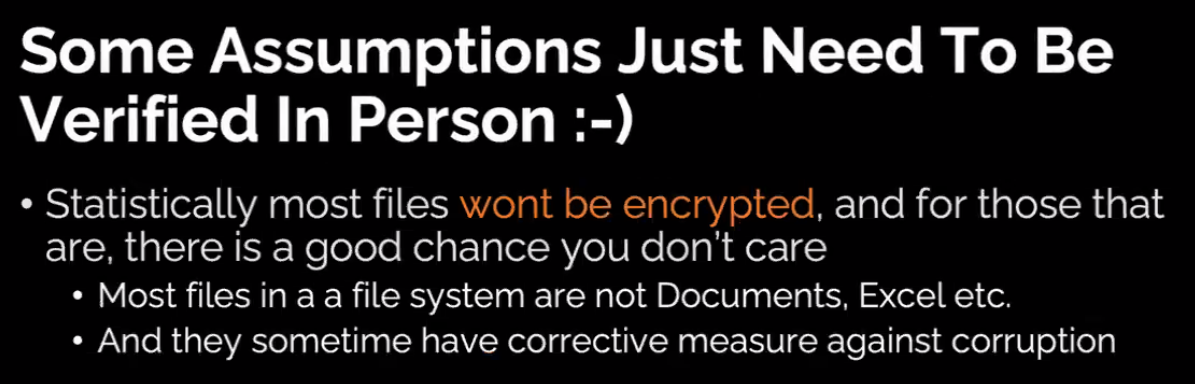 Some Assumptions Just Need To Be
Verified In Person :-)
• Statistically most files wont be encrypted, and for those that
are, there is a good chance you don’t care
• Most files in a a file system are not Documents, Excel etc.
• And they sometime have corrective measure against corruption